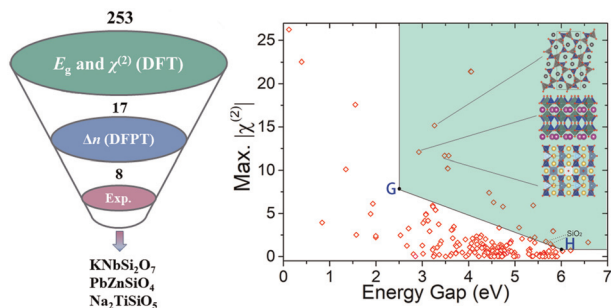 253
E_g and χ^(2) (DFT)
17
Δn (DFPT)
8
Exp.
KNbSi₂O₇
PbZnSiO₄
Na₂TiSiO₅
Max. |χ^(2)|
25
20
15
10
5
0
G
H
SiO₂
0 1 2 3 4 5 6 7
Energy Gap (eV)